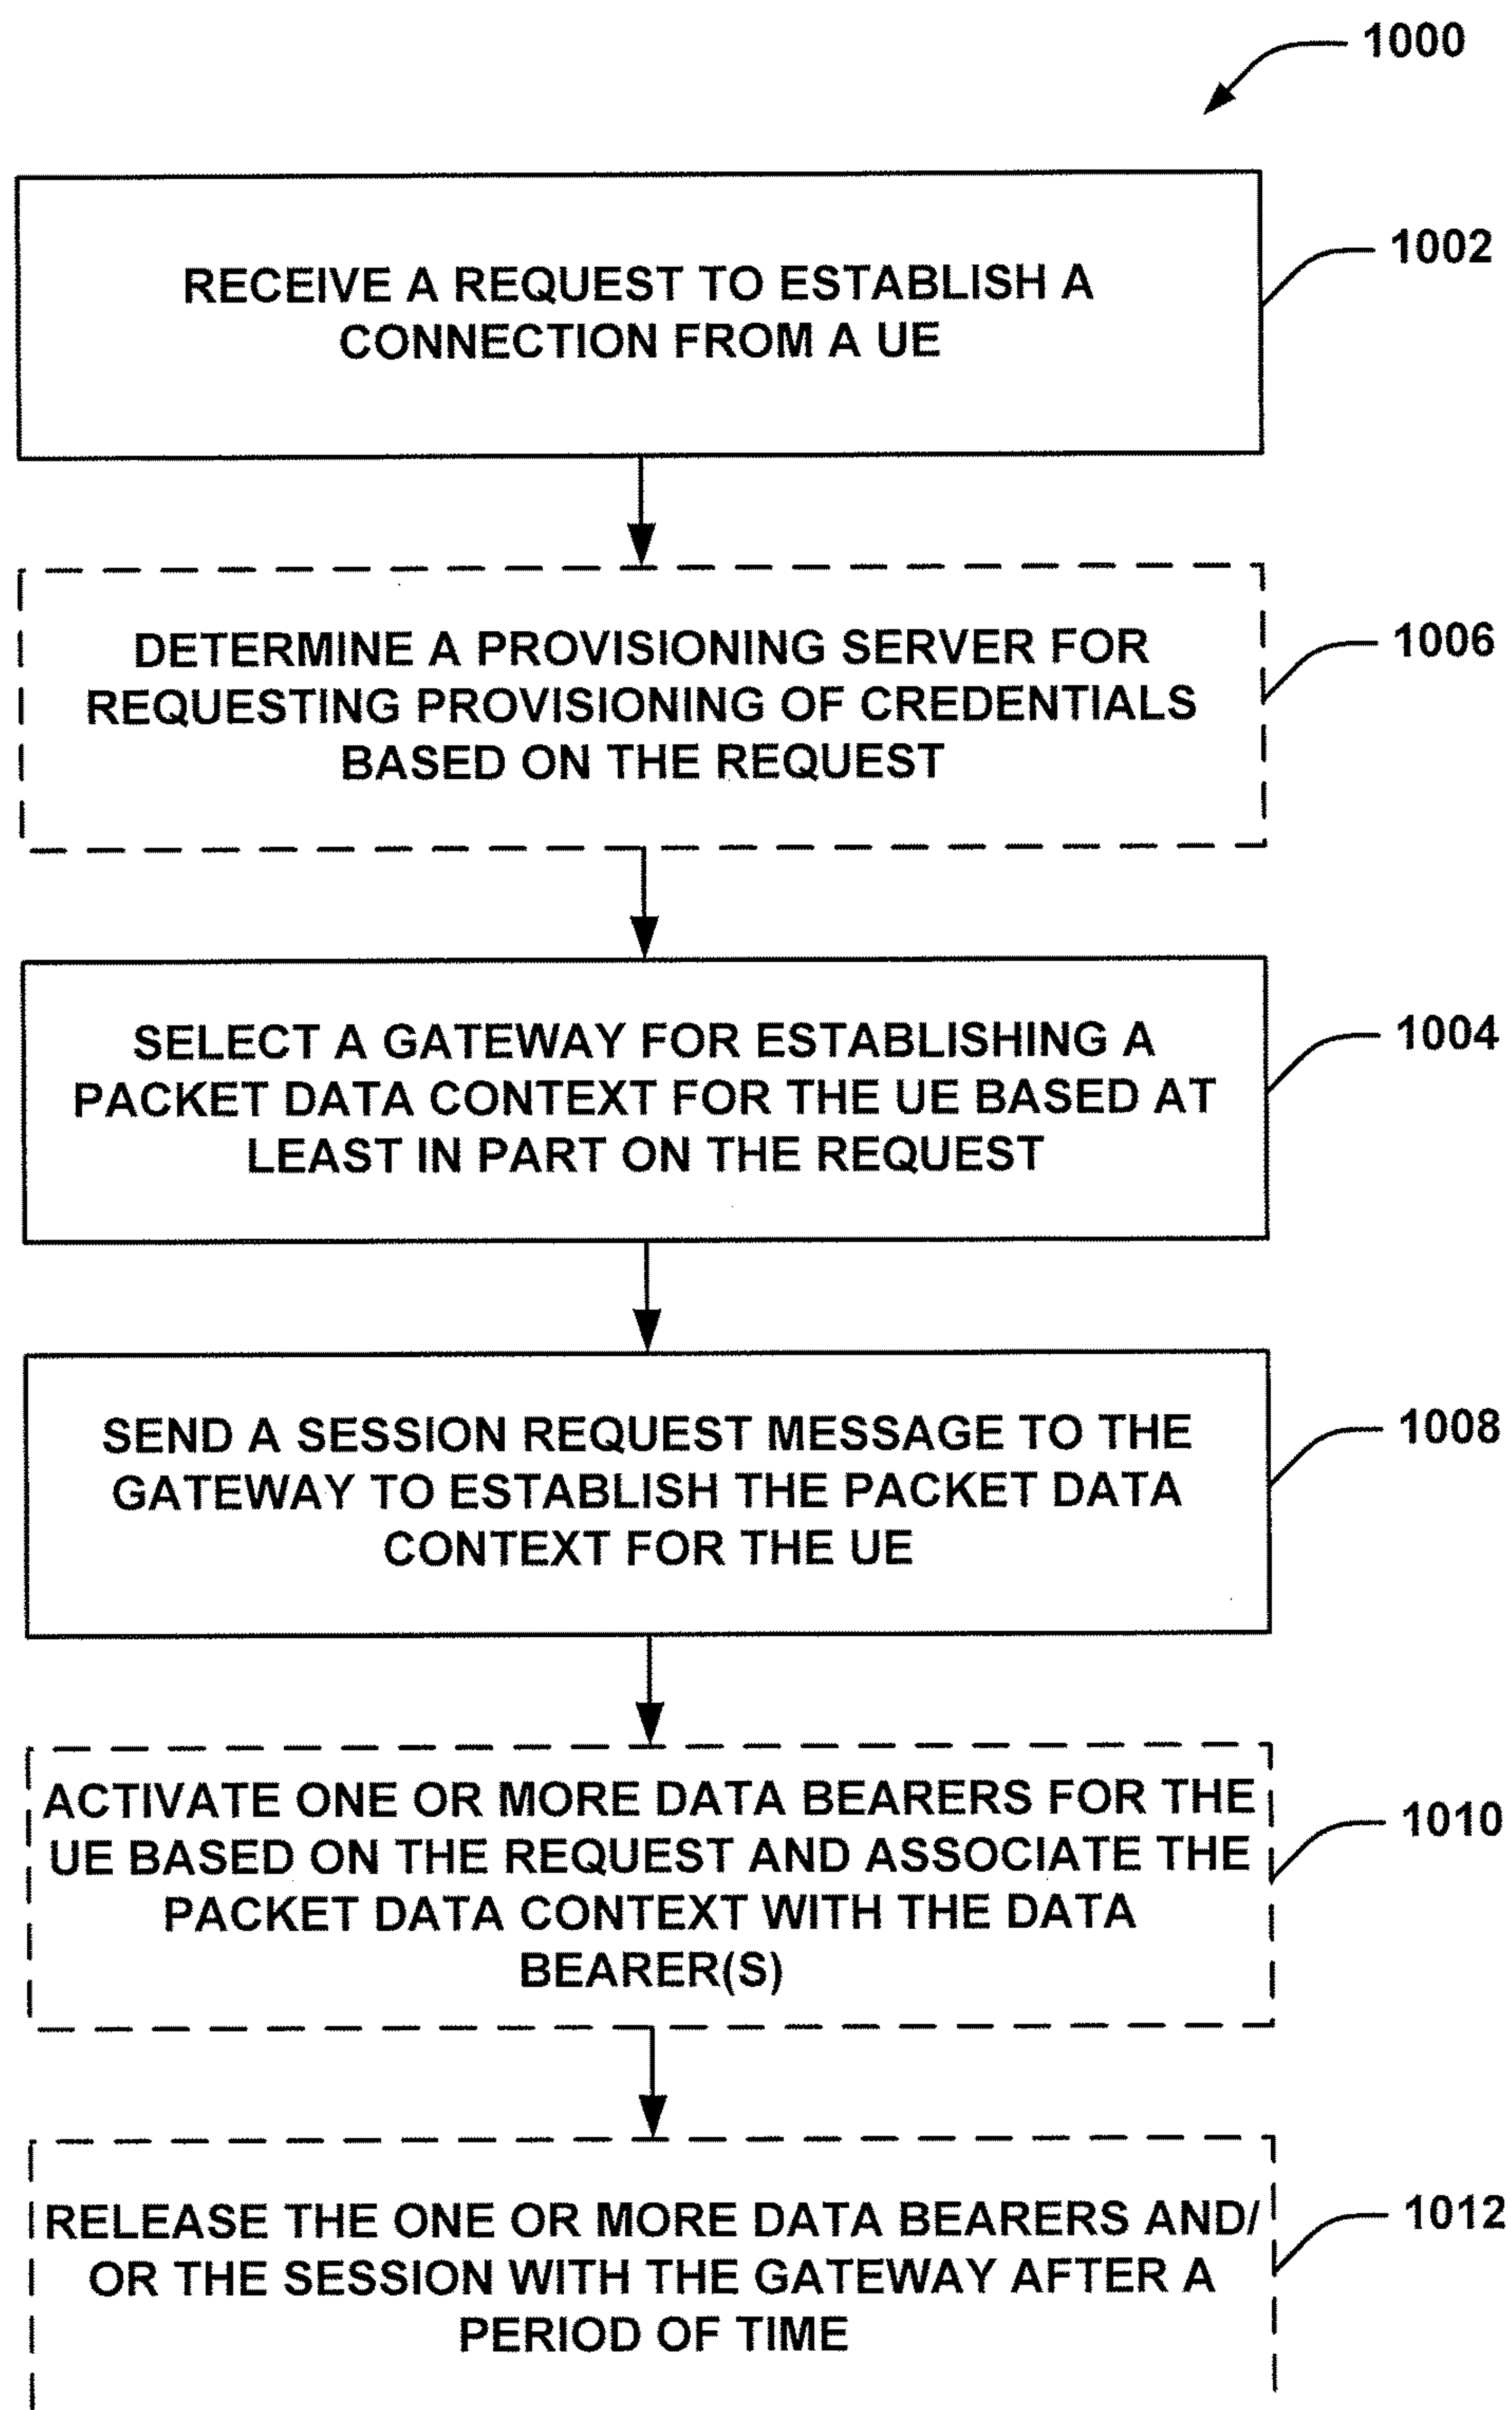 1000
RECEIVE A REQUEST TO ESTABLISH A
CONNECTION FROM A UE
1002
DETERMINE A PROVISIONING SERVER FOR
REQUESTING PROVISIONING OF CREDENTIALS
BASED ON THE REQUEST
1006
SELECT A GATEWAY FOR ESTABLISHING A
PACKET DATA CONTEXT FOR THE UE BASED AT
LEAST IN PART ON THE REQUEST
1004
SEND A SESSION REQUEST MESSAGE TO THE
GATEWAY TO ESTABLISH THE PACKET DATA
CONTEXT FOR THE UE
1008
ACTIVATE ONE OR MORE DATA BEARERS FOR THE
UE BASED ON THE REQUEST AND ASSOCIATE THE
PACKET DATA CONTEXT WITH THE DATA
BEARER(S)
1010
RELEASE THE ONE OR MORE DATA BEARERS AND/
OR THE SESSION WITH THE GATEWAY AFTER A
PERIOD OF TIME
1012